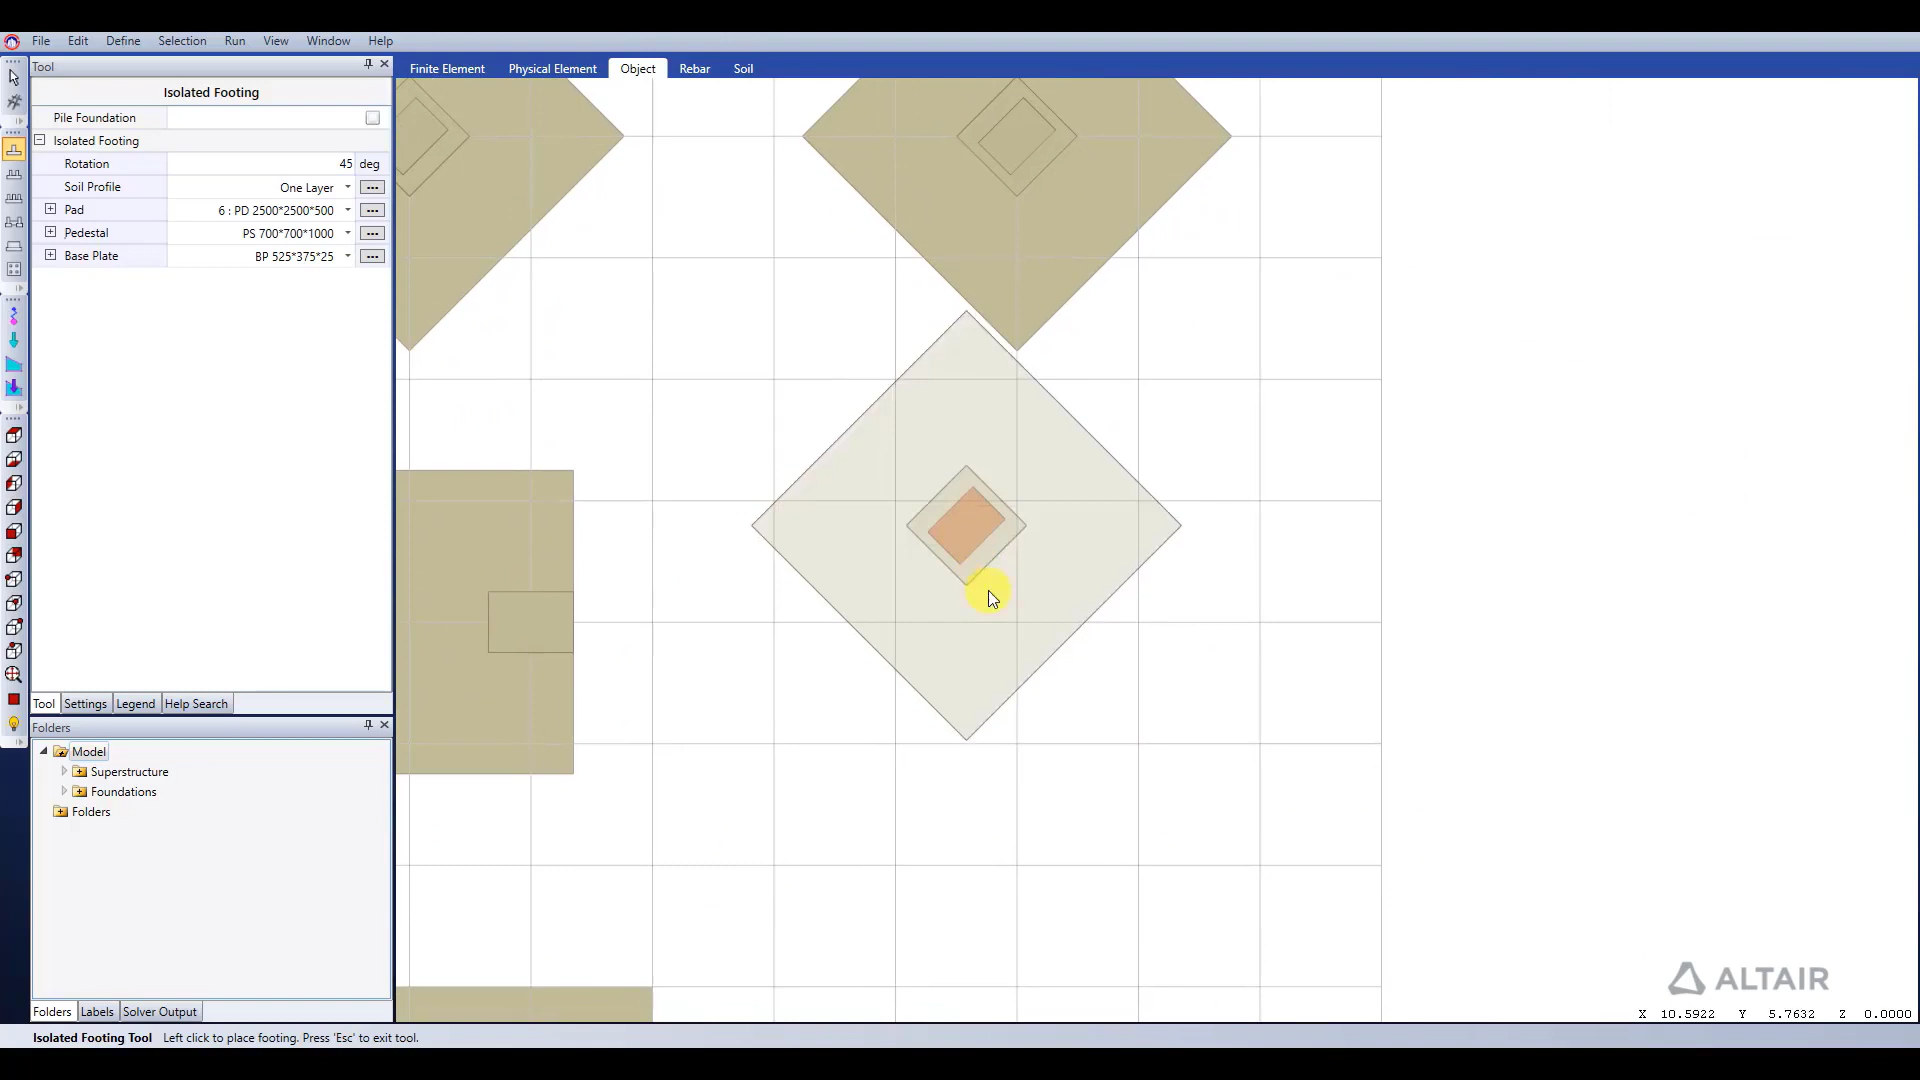 File Edit Define Selection Run View Window Help
Tool
Finite Element Physical Element Object Rebar Soil
Isolated Footing
Pile Foundation
Isolated Footing
Rotation 45 deg
Soil Profile One Layer
Pad 6 : PD 2500*2500*500
Pedestal PS 700*700*1000
Base Plate BP 525*375*25
Tool Settings Legend Help Search
Folders
Model
Superstructure
Foundations
Folders
ALTAIR
Folders Labels Solver Output
X 10.5922 Y 5.7632 Z 0.0000
Isolated Footing Tool Left click to place footing. Press 'Esc' to exit tool.